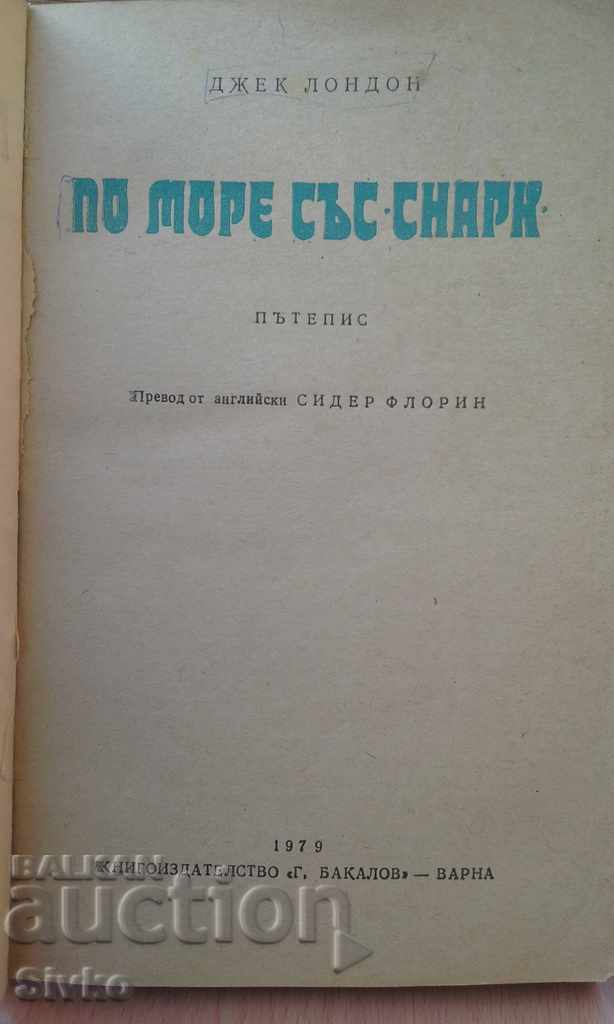 ДЖЕК ЛОНДОН
ПО МОРЕ СЪС •СНАРК•
ПЪТЕПИС
Превод от английски СИДЕР ФЛОРИН
1979
КНИГОИЗДАТЕЛСТВО «Г. БАКАЛОВ» — ВАРНА
BALKAN
auction
Sivko